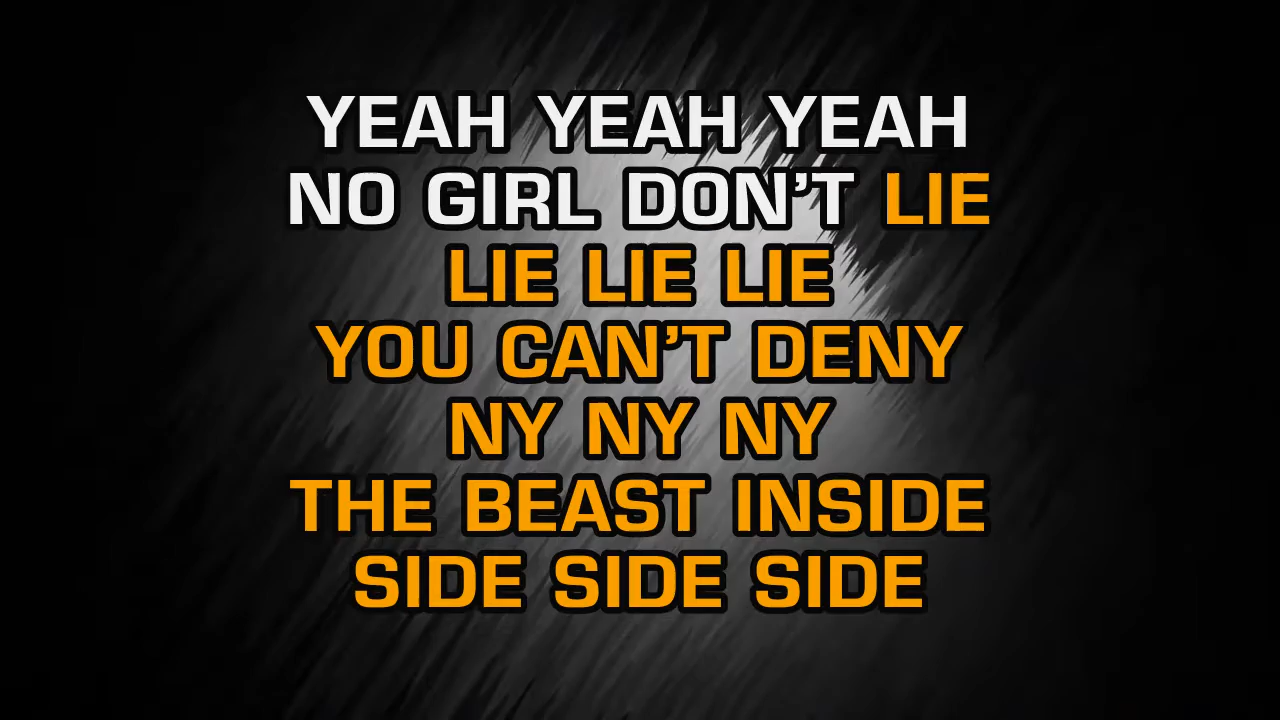 YEAH YEAH YEAH
NO GIRL DON’T LIE
LIE LIE LIE
YOU CAN’T DENY
NY NY NY
THE BEAST INSIDE
SIDE SIDE SIDE